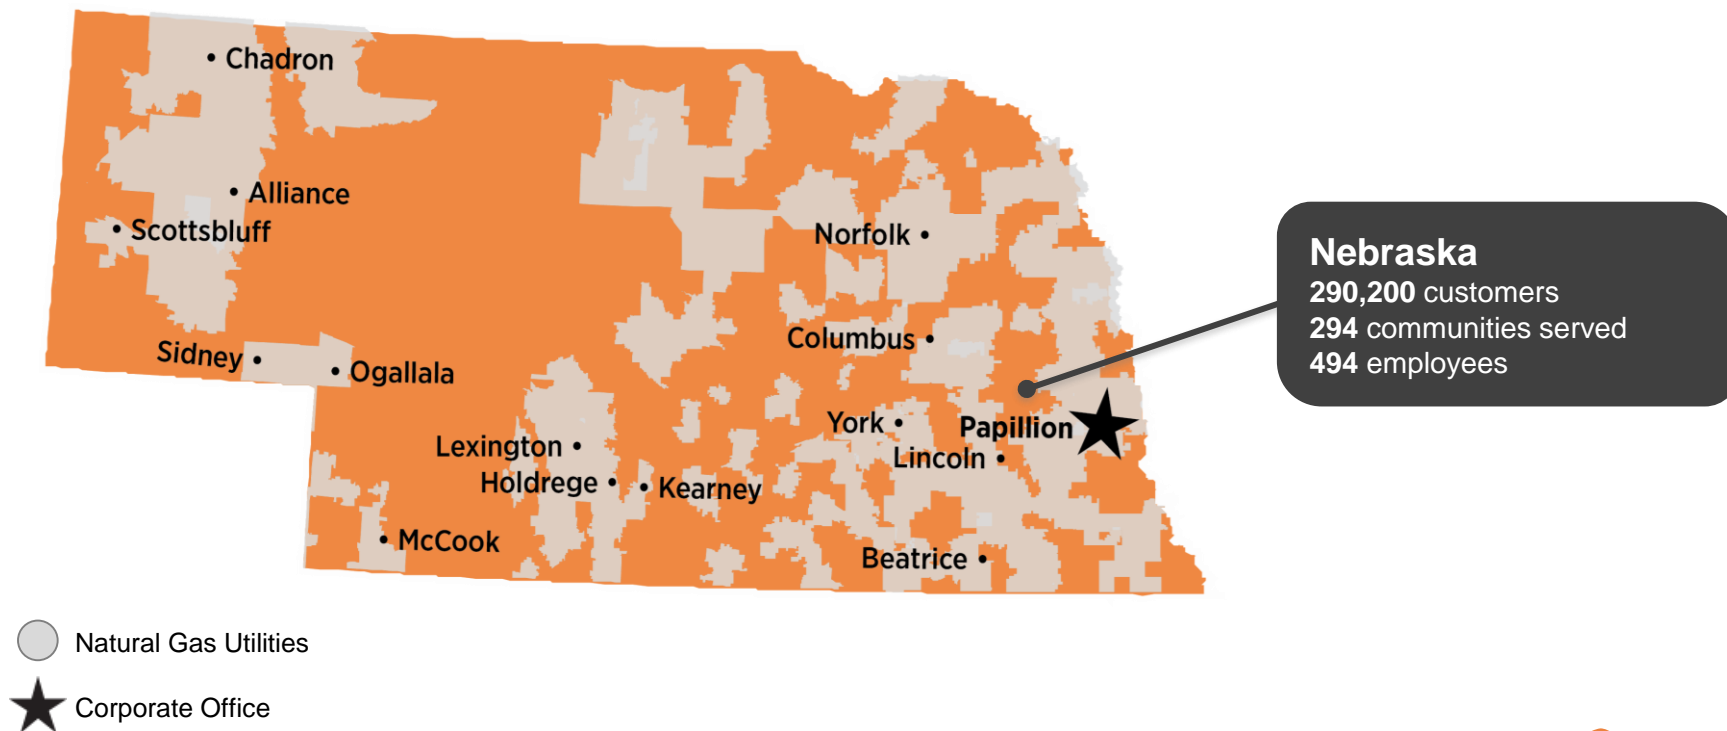 Chadron
Alliance
Scottsbluff
Norfolk
Nebraska
290,200 customers
294 communities served
494 employees
Columbus
Sidney
Ogallala
York
Papillion
Lexington
Lincoln
Holdrege
Kearney
McCook
Beatrice
Natural Gas Utilities
Corporate Office